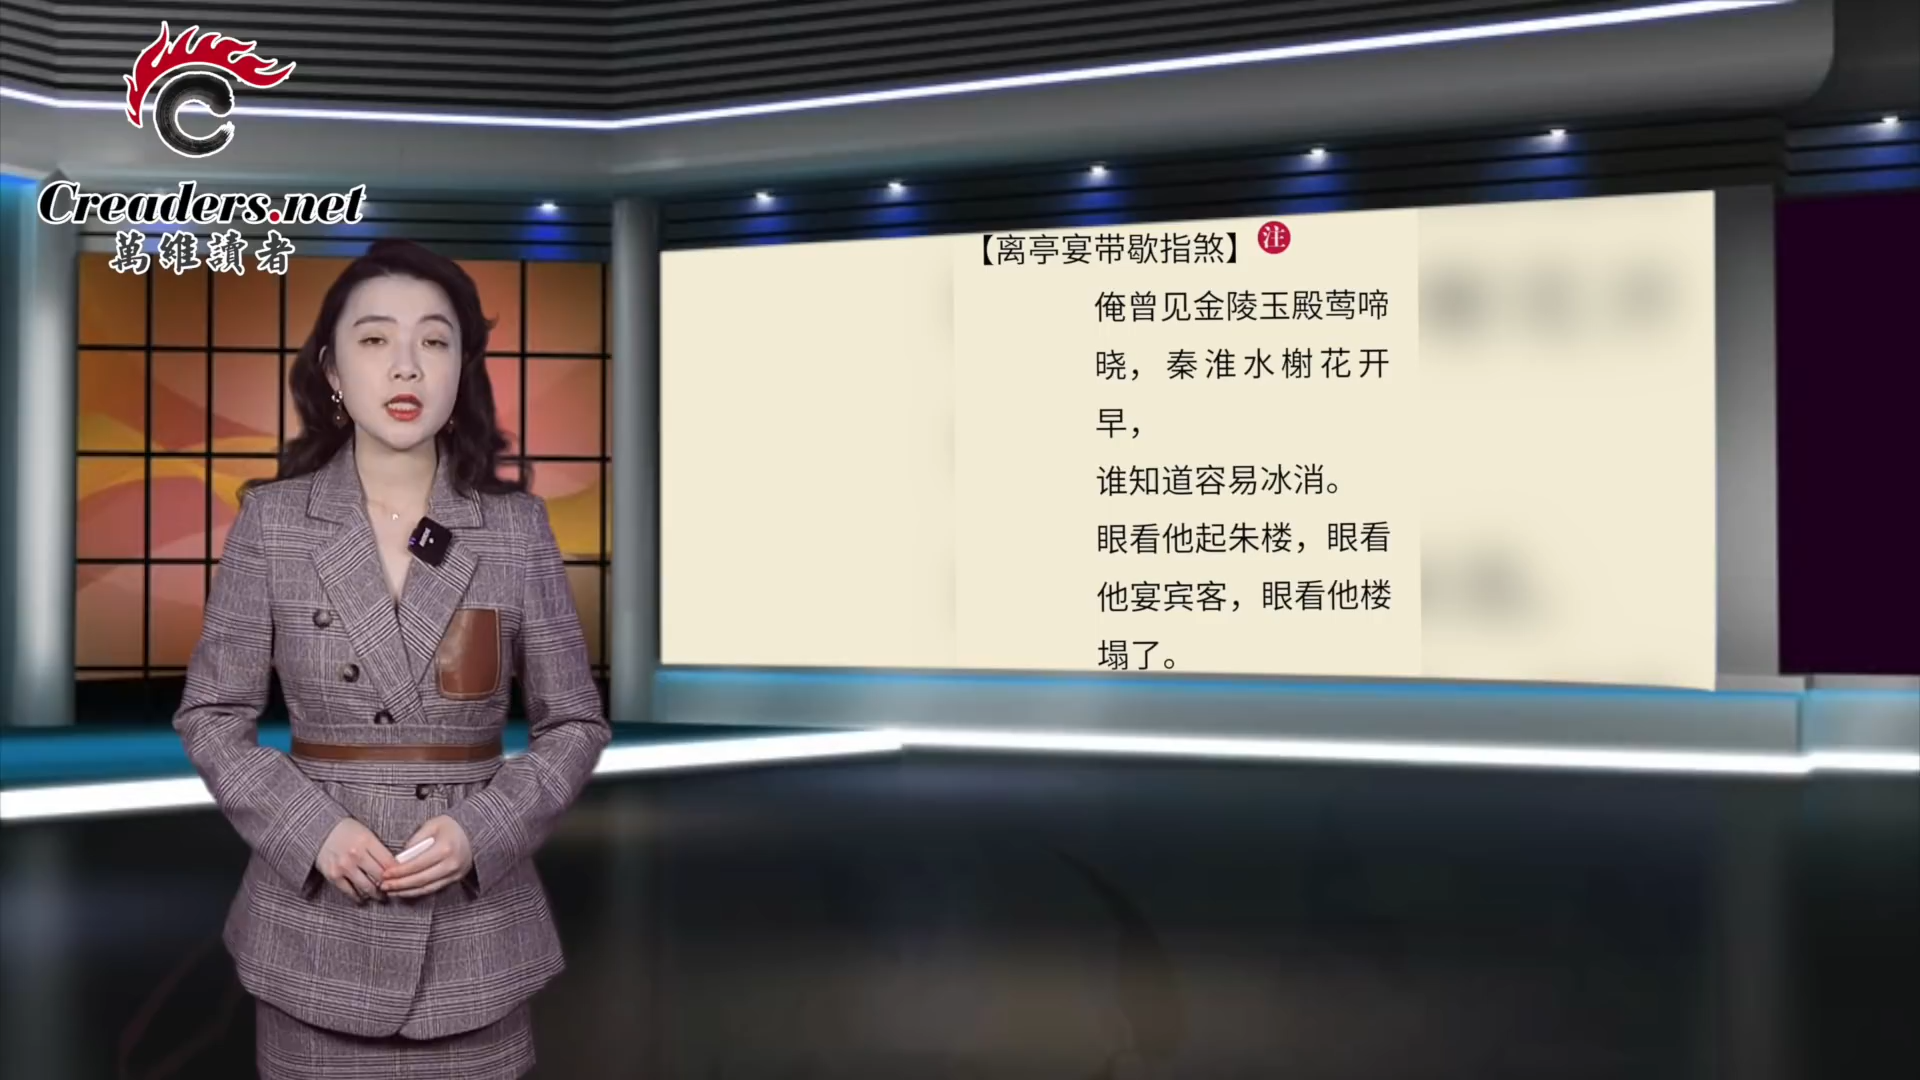 Creaders.net
萬維讀者
【离亭宴带歇指煞】注
俺曾见金陵玉殿莺啼
晓，秦淮水榭花开
早，
谁知道容易冰消。
眼看他起朱楼，眼看
他宴宾客，眼看他楼
塌了。